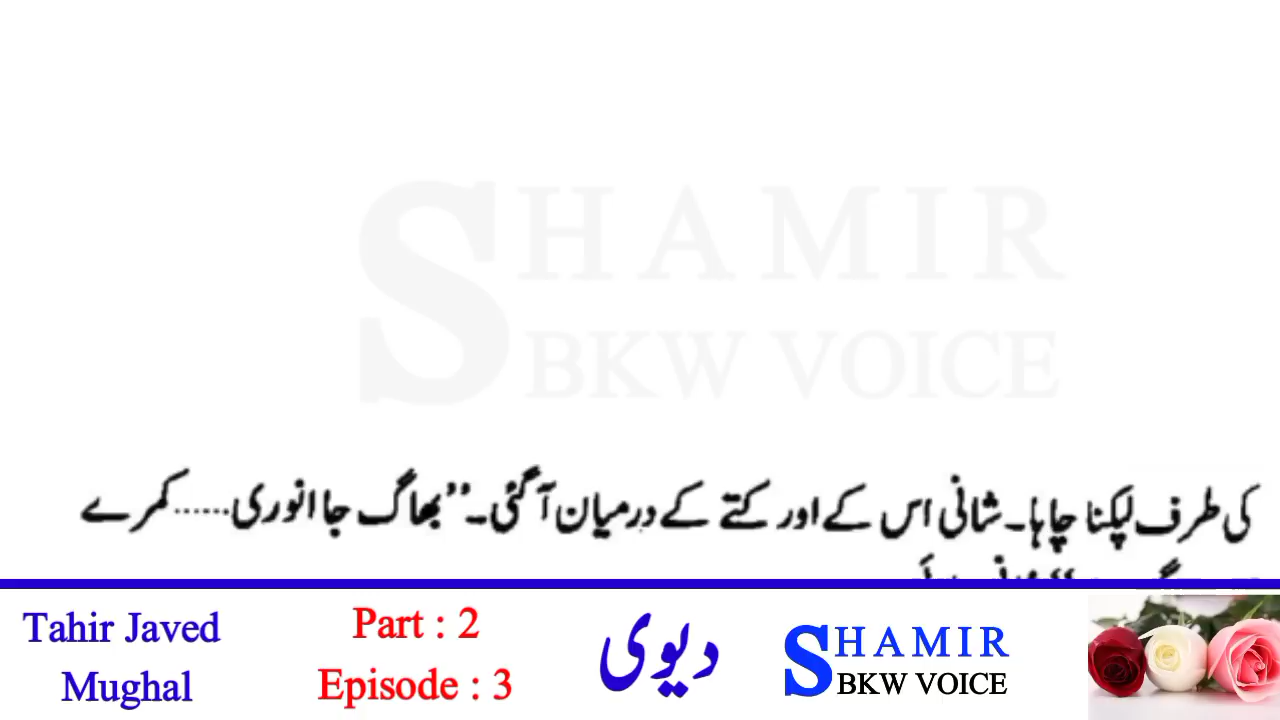 SHAMIR
BKW VOICE
کی طرف لپکنا چاہا۔ شانی اس کے اور کتے کے درمیان آ گئی۔ ’’بھاگ جا انوری......کمرے
Tahir Javed
Mughal
Part : 2
Episode : 3
دیوی
SHAMIR
BKW VOICE